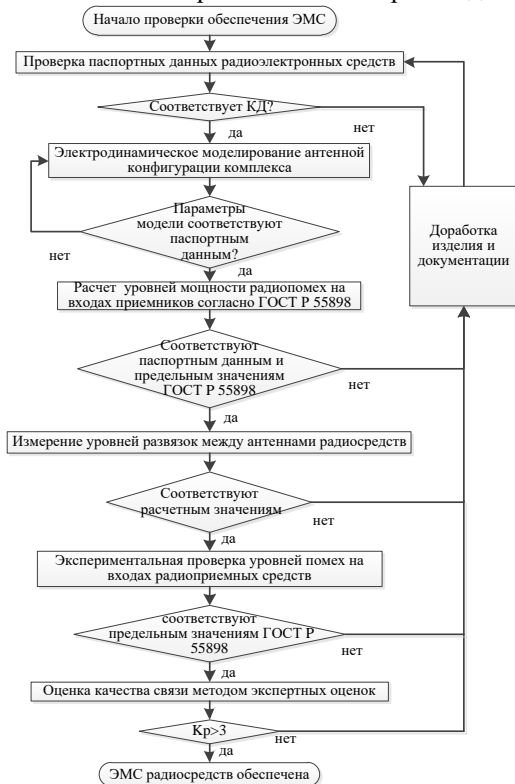 Начало проверки обеспечения ЭМС
Проверка паспортных данных радиоэлектронных средств
Соответствует КД?
да
нет
Электродинамическое моделирование антенной
конфигурации комплекса
Параметры
модели соответствуют
паспортным
данным?
нет
да
Доработка
изделия и
документации
Расчет уровней мощности радиопомех на
входах приемников согласно ГОСТ Р 55898
Соответствуют
паспортным данным и
предельным значениям
ГОСТ Р 55898
нет
да
Измерение уровней развязок между антеннами радиосредств
Соответствуют
расчетным значениям
нет
да
Экспериментальная проверка уровней помех на
входах радиоприемных средств
соответствуют
предельным значениям ГОСТ Р
55898
нет
да
Оценка качества связи методом экспертных оценок
Кр>3
нет
да
ЭМС радиосредств обеспечена